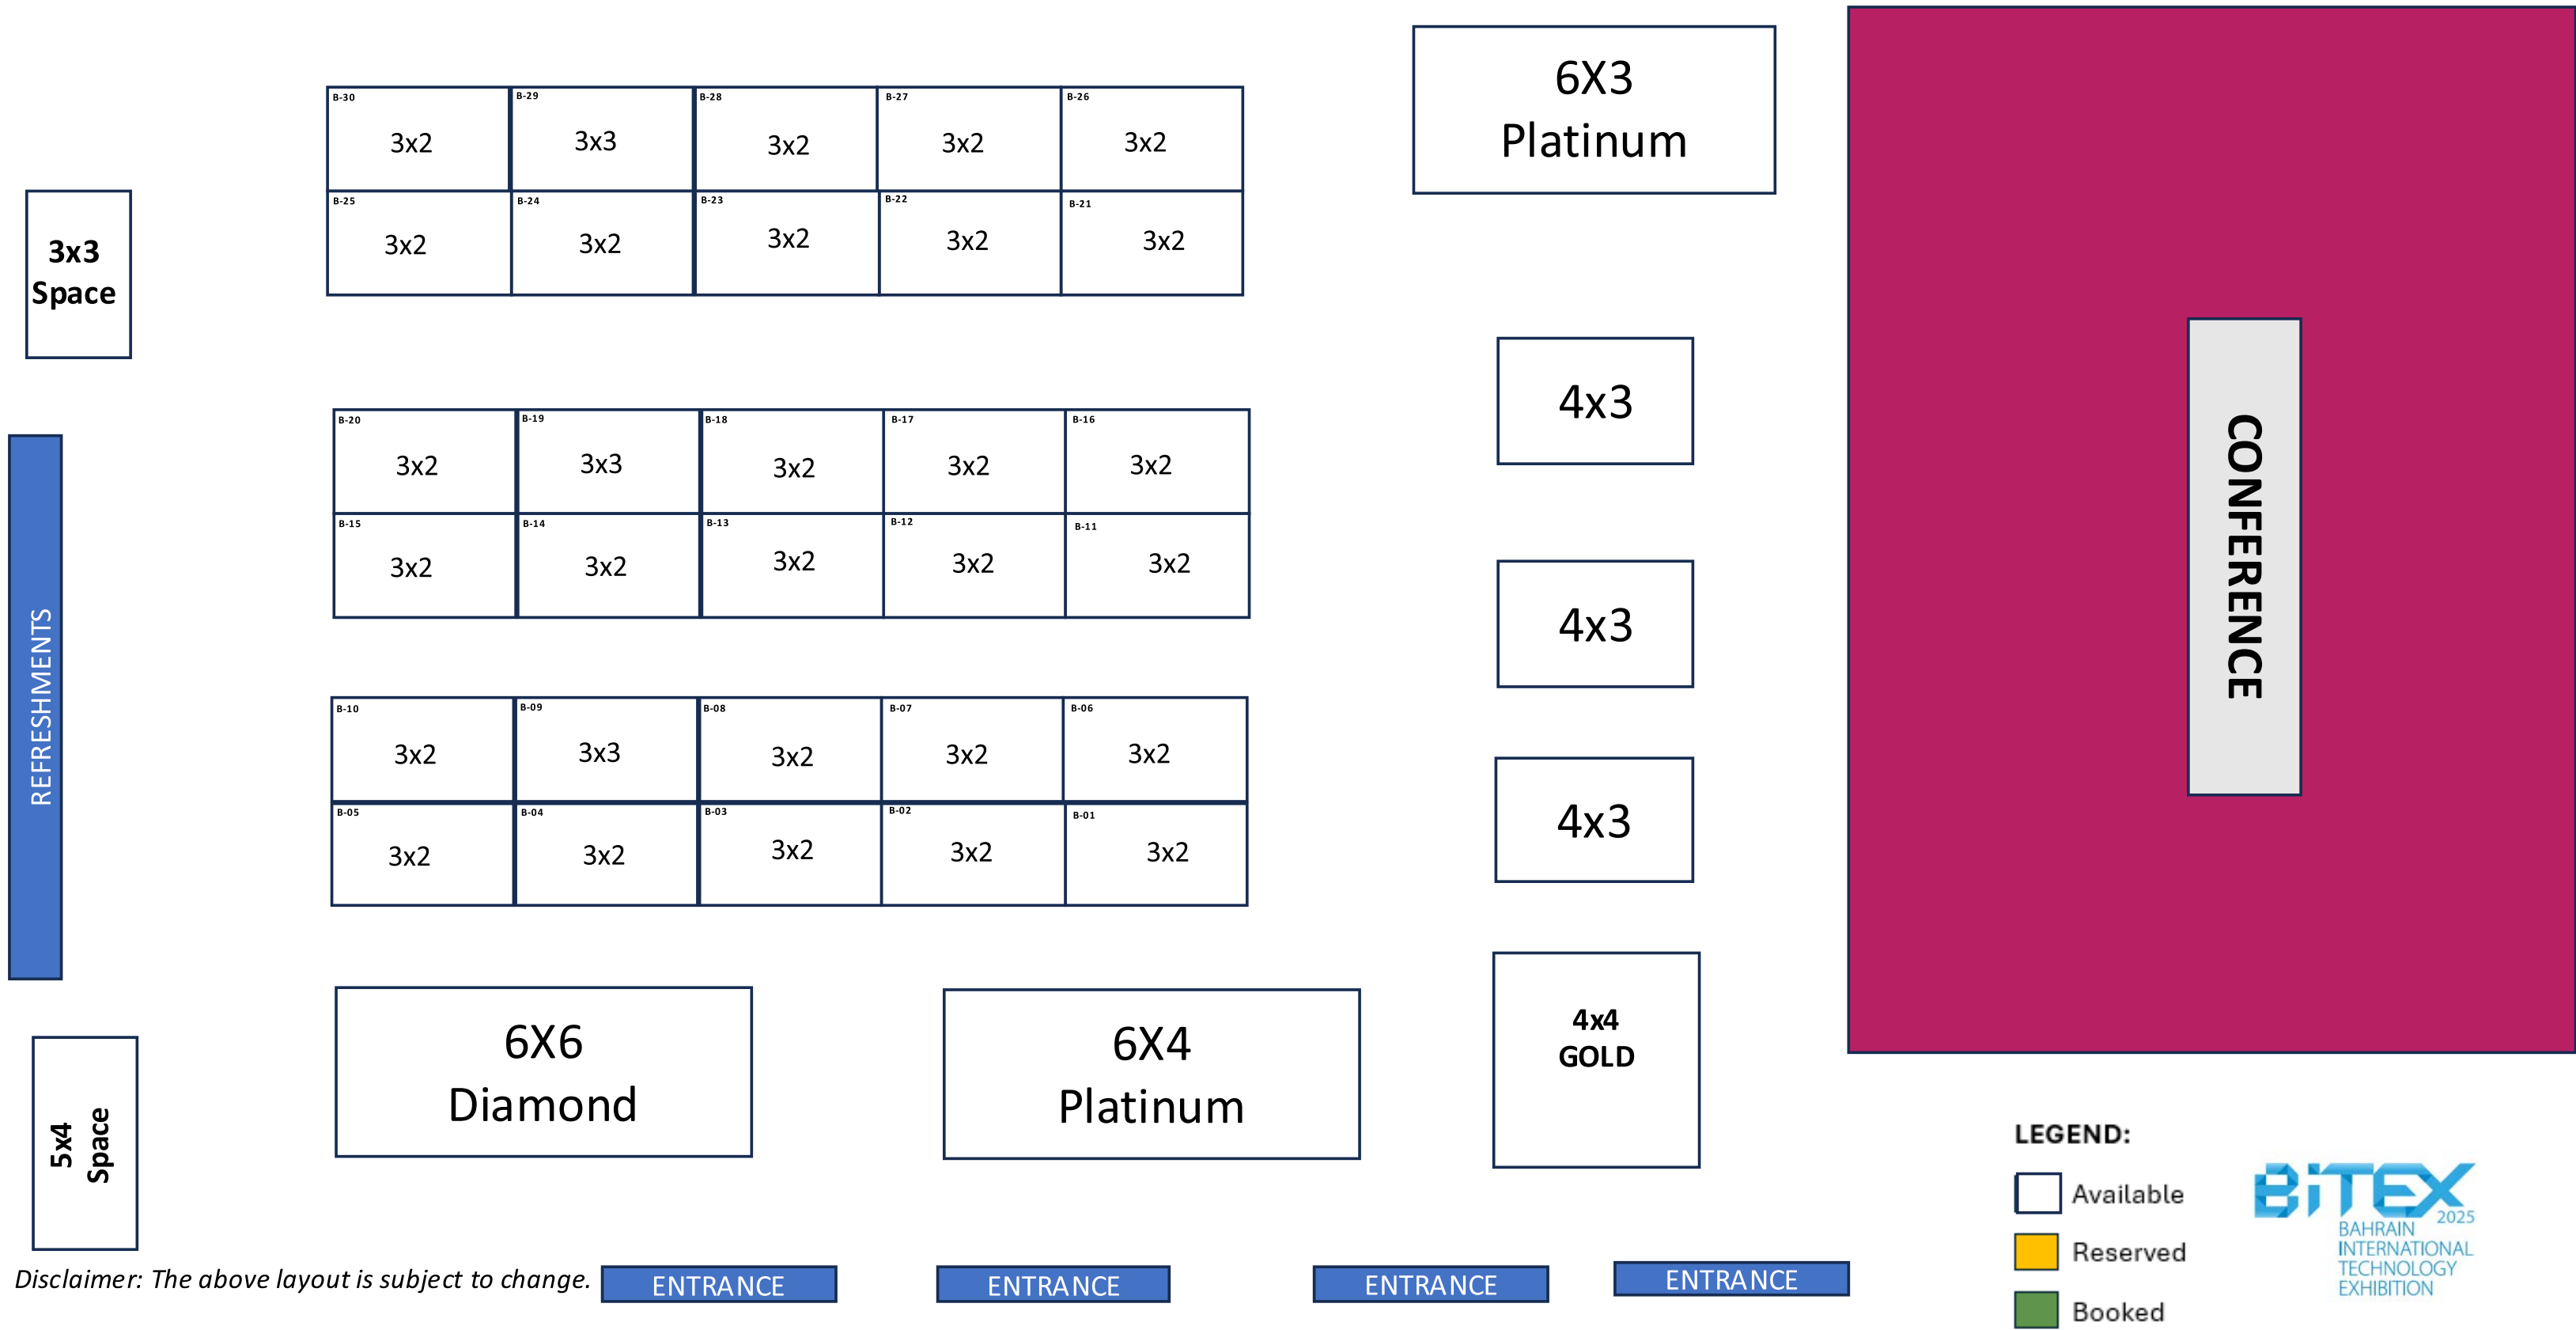 6X3
Platinum
B-30
3x2
B-29
3x3
B-28
3x2
B-27
3x2
B-26
3x2
B-25
3x2
B-24
3x2
B-23
3x2
B-22
3x2
B-21
3x2
3x3
Space
4x3
B-20
3x2
B-19
3x3
B-18
3x2
B-17
3x2
B-16
3x2
B-15
3x2
B-14
3x2
B-13
3x2
B-12
3x2
B-11
3x2
4x3
CONFERENCE
REFRESHMENTS
B-10
3x2
B-09
3x3
B-08
3x2
B-07
3x2
B-06
3x2
B-05
3x2
B-04
3x2
B-03
3x2
B-02
3x2
B-01
3x2
4x3
5x4
Space
6X6
Diamond
6X4
Platinum
4x4
GOLD
LEGEND:
Available
Reserved
Booked
BiTEX
2025
BAHRAIN
INTERNATIONAL
TECHNOLOGY
EXHIBITION
Disclaimer: The above layout is subject to change.
ENTRANCE
ENTRANCE
ENTRANCE
ENTRANCE